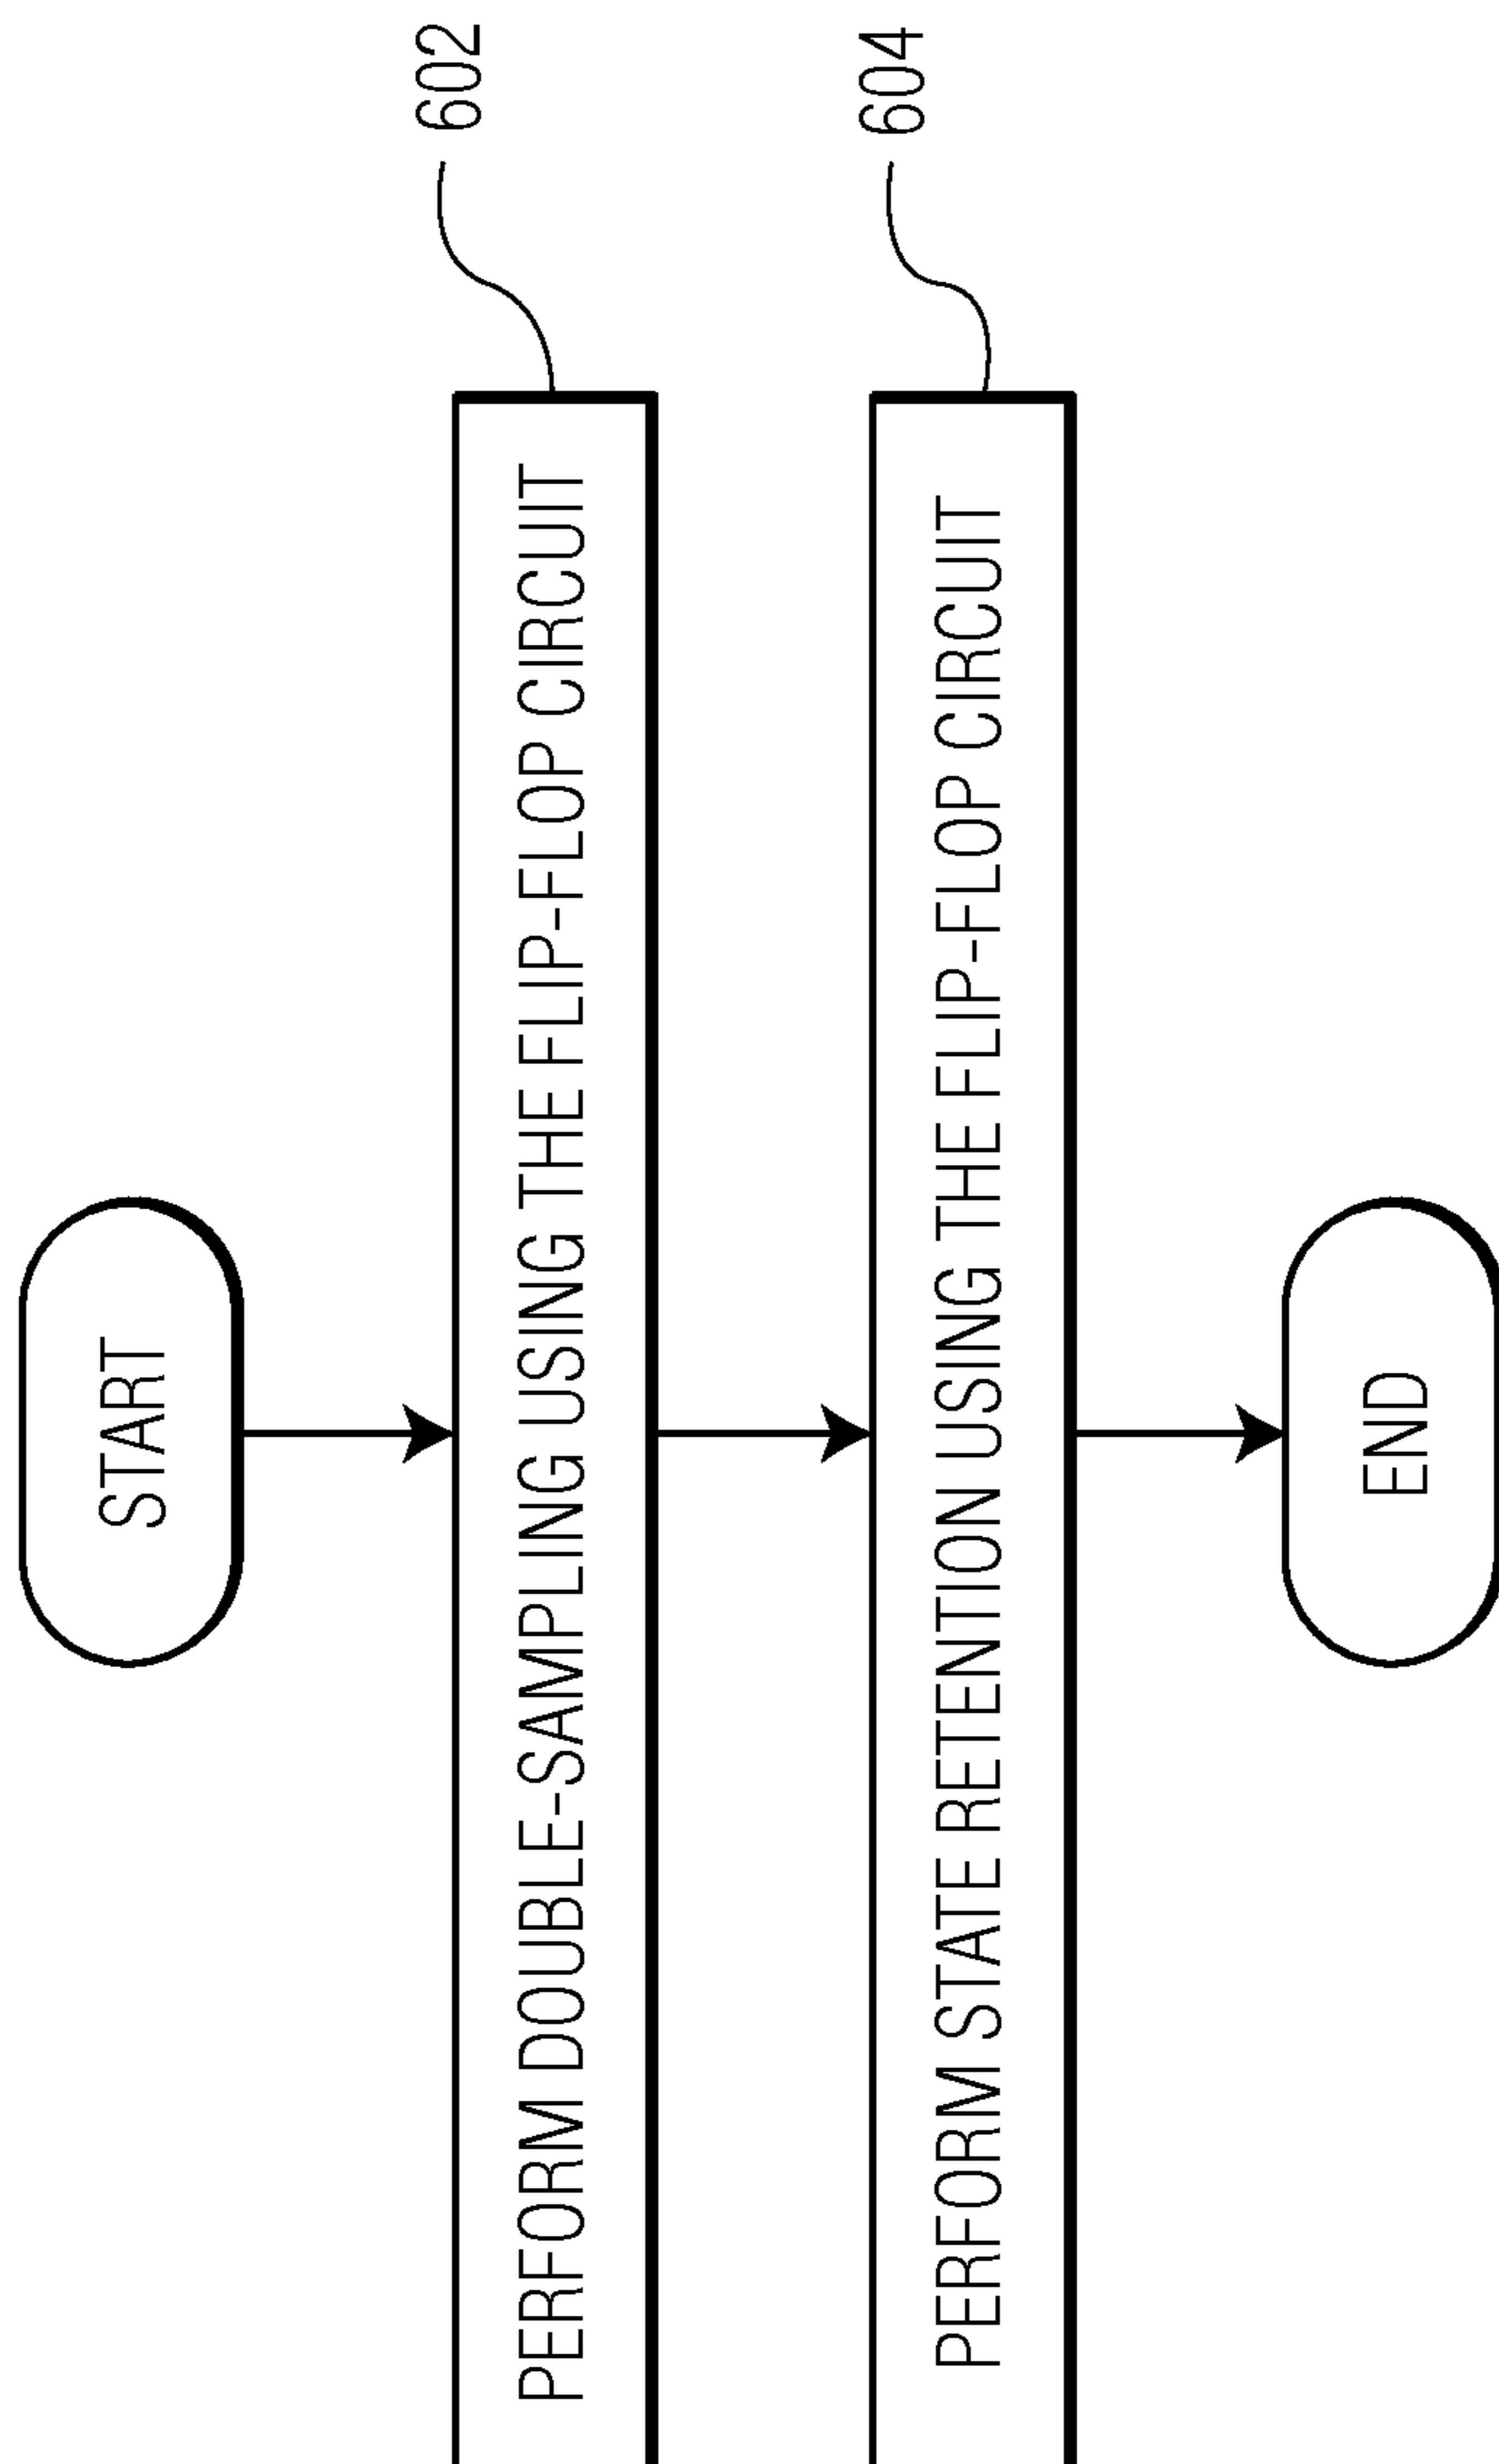 START
PERFORM DOUBLE-SAMPLING USING THE FLIP-FLOP CIRCUIT
602
PERFORM STATE RETENTION USING THE FLIP-FLOP CIRCUIT
604
END